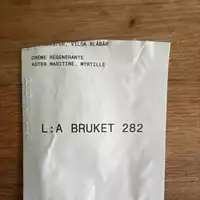 VILDA BLÅBÄR
CRÈME RÉGÉNÉRANTE
ASTER MARITIME, MYRTILLE
L:A BRUKET 282